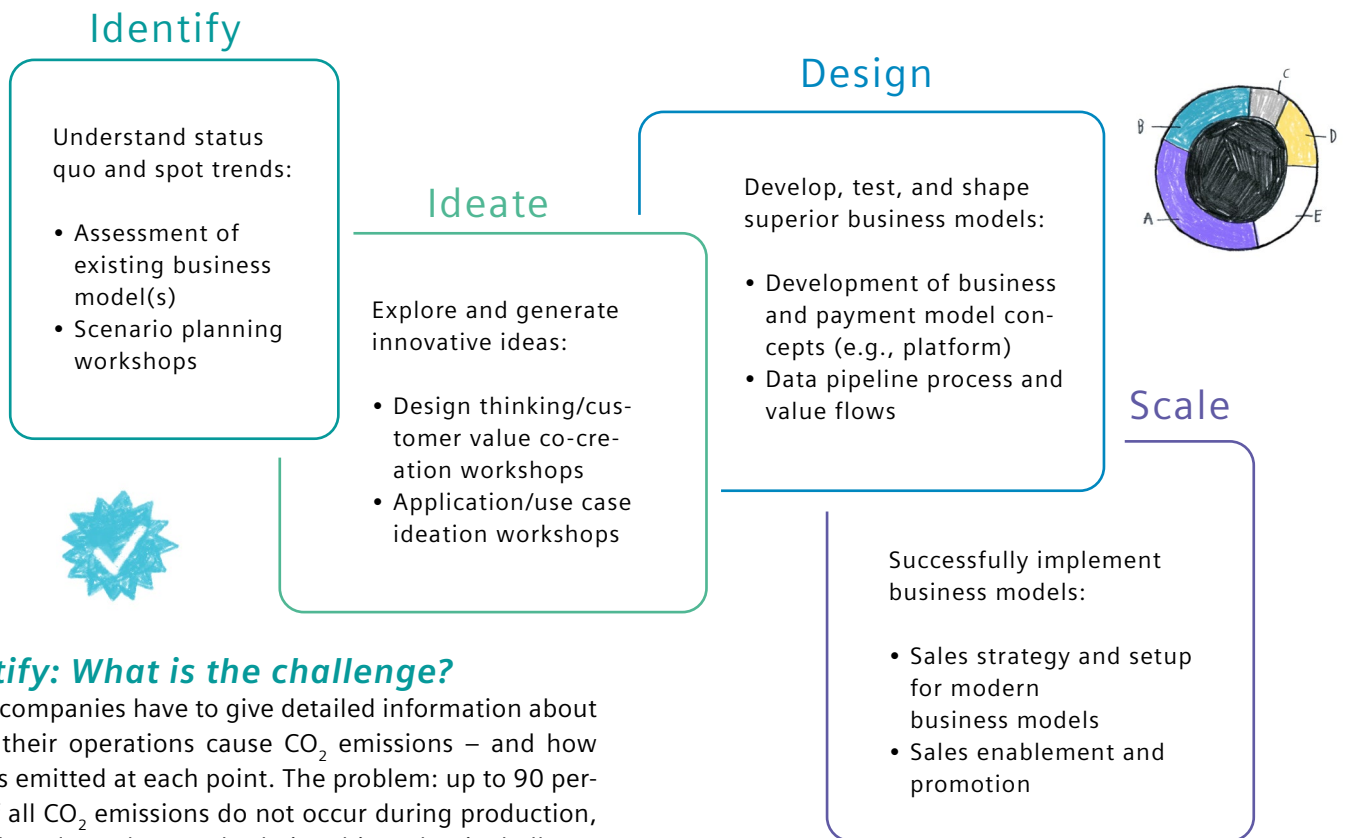 Identify
Understand status
quo and spot trends:
• Assessment of
existing business
model(s)
• Scenario planning
workshops
Ideate
Explore and generate
innovative ideas:
• Design thinking/cus-
tomer value co-cre-
ation workshops
• Application/use case
ideation workshops
Design
Develop, test, and shape
superior business models:
• Development of business
and payment model con-
cepts (e.g., platform)
• Data pipeline process and
value flows
C
B
D
A
E
Scale
Successfully implement
business models:
• Sales strategy and setup
for modern
business models
• Sales enablement and
promotion
tify: What is the challenge?
companies have to give detailed information about
their operations cause CO₂ emissions – and how
s emitted at each point. The problem: up to 90 per-
all CO₂ emissions do not occur during production,